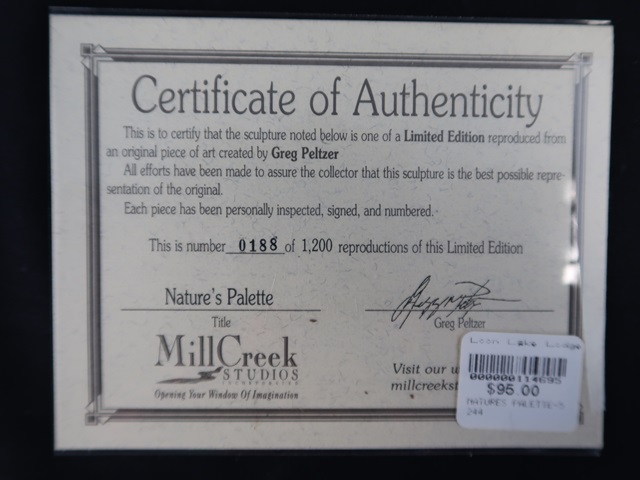 Certificate of Authenticity
This is to certify that the sculpture noted below is one of a Limited Edition reproduced from
an original piece of art created by Greg Peltzer
All efforts have been made to assure the collector that this sculpture is the best possible repre-
sentation of the original.
Each piece has been personally inspected, signed, and numbered.
This is number 0188 of 1,200 reproductions of this Limited Edition
Nature's Palette
Title
Greg Peltzer
MillCreek
STUDIOS
INCORPORATED
Opening Your Window Of Imagination
Visit our w
millcreekst
Loon Lake Lodge
000000114695
$95.00
NATURES PALETTE-S
244